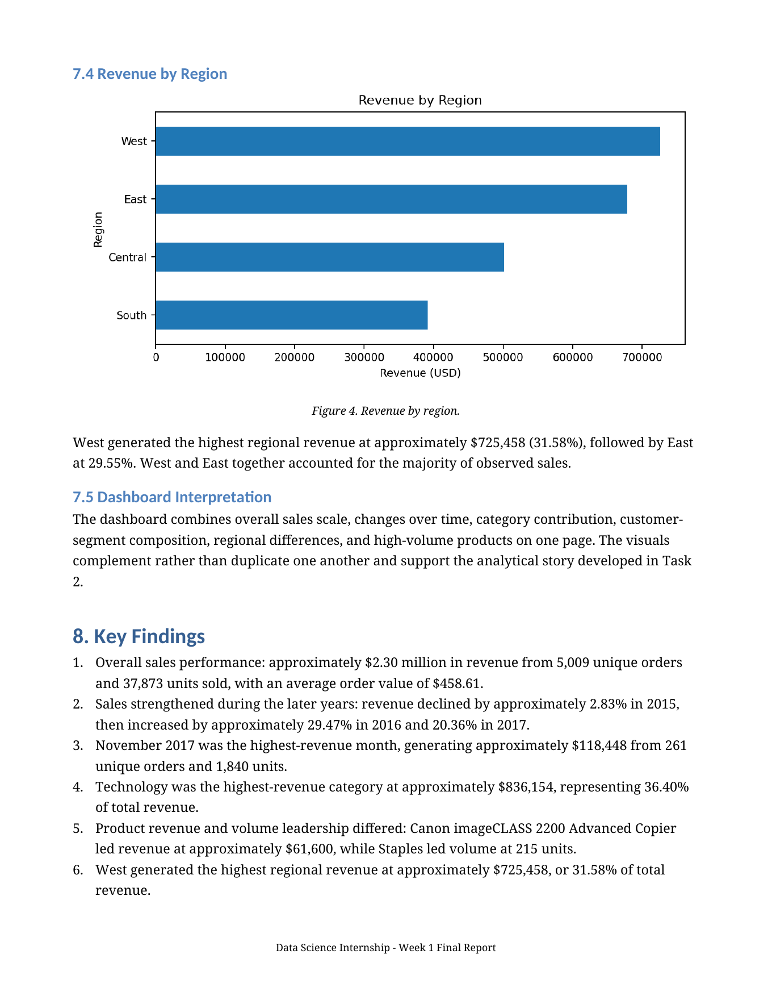 7.4 Revenue by Region
Revenue by Region
West
East
Region
Central
South
0 100000 200000 300000 400000 500000 600000 700000
Revenue (USD)
Figure 4. Revenue by region.
West generated the highest regional revenue at approximately $725,458 (31.58%), followed by East
at 29.55%. West and East together accounted for the majority of observed sales.
7.5 Dashboard Interpretation
The dashboard combines overall sales scale, changes over time, category contribution, customer-
segment composition, regional differences, and high-volume products on one page. The visuals
complement rather than duplicate one another and support the analytical story developed in Task
2.
8. Key Findings
1. Overall sales performance: approximately $2.30 million in revenue from 5,009 unique orders
and 37,873 units sold, with an average order value of $458.61.
2. Sales strengthened during the later years: revenue declined by approximately 2.83% in 2015,
then increased by approximately 29.47% in 2016 and 20.36% in 2017.
3. November 2017 was the highest-revenue month, generating approximately $118,448 from 261
unique orders and 1,840 units.
4. Technology was the highest-revenue category at approximately $836,154, representing 36.40%
of total revenue.
5. Product revenue and volume leadership differed: Canon imageCLASS 2200 Advanced Copier
led revenue at approximately $61,600, while Staples led volume at 215 units.
6. West generated the highest regional revenue at approximately $725,458, or 31.58% of total
revenue.
Data Science Internship - Week 1 Final Report